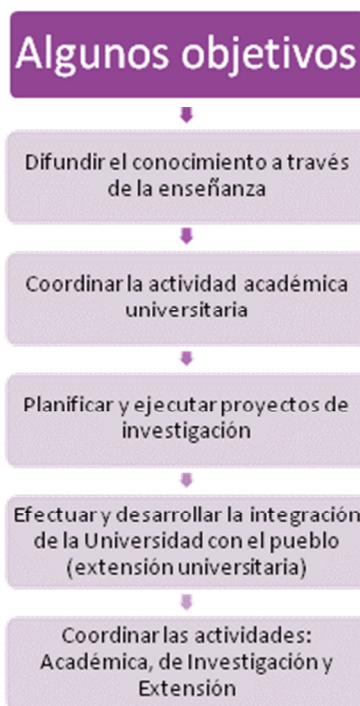 Algunos objetivos
Difundir el conocimiento a través
de la enseñanza
Coordinar la actividad académica
universitaria
Planificar y ejecutar proyectos de
investigación
Efectuar y desarrollar la integración
de la Universidad con el pueblo
(extensión universitaria)
Coordinar las actividades:
Académica, de Investigación y
Extensión